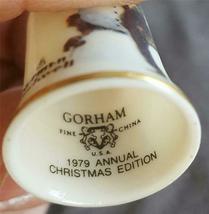 GORHAM
FINE CHINA
U.S.A
1979 ANNUAL
CHRISTMAS EDITION